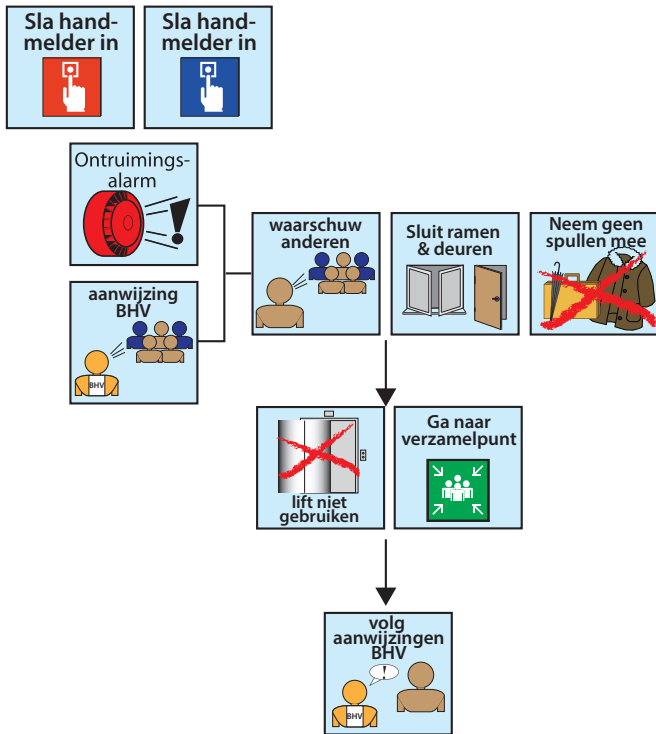 Sla hand-
melder in
Sla hand-
melder in
Ontruimings-
alarm
aanwijzing
BHV
BHV
waarschuw
anderen
Sluit ramen
& deuren
Neem geen
spullen mee
lift niet
gebruiken
Ga naar
verzamelpunt
volg
aanwijzingen
BHV
!
BHV